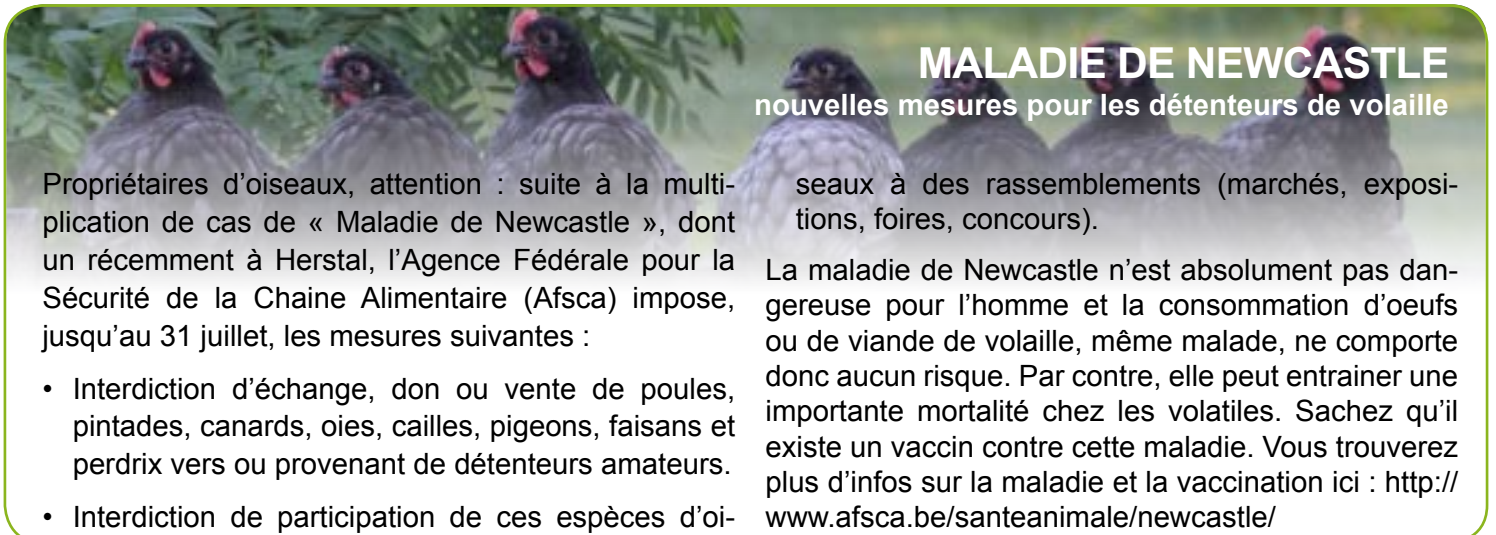 MALADIE DE NEWCASTLE
nouvelles mesures pour les détenteurs de volaille
Propriétaires d’oiseaux, attention : suite à la multi-
plication de cas de « Maladie de Newcastle », dont
un récemment à Herstal, l’Agence Fédérale pour la
Sécurité de la Chaine Alimentaire (Afsca) impose,
jusqu’au 31 juillet, les mesures suivantes :
• Interdiction d’échange, don ou vente de poules,
pintades, canards, oies, cailles, pigeons, faisans et
perdrix vers ou provenant de détenteurs amateurs.
• Interdiction de participation de ces espèces d’oi-
seaux à des rassemblements (marchés, exposi-
tions, foires, concours).
La maladie de Newcastle n’est absolument pas dan-
gereuse pour l’homme et la consommation d’oeufs
ou de viande de volaille, même malade, ne comporte
donc aucun risque. Par contre, elle peut entrainer une
importante mortalité chez les volatiles. Sachez qu’il
existe un vaccin contre cette maladie. Vous trouverez
plus d’infos sur la maladie et la vaccination ici : http://
www.afsca.be/santeanimale/newcastle/